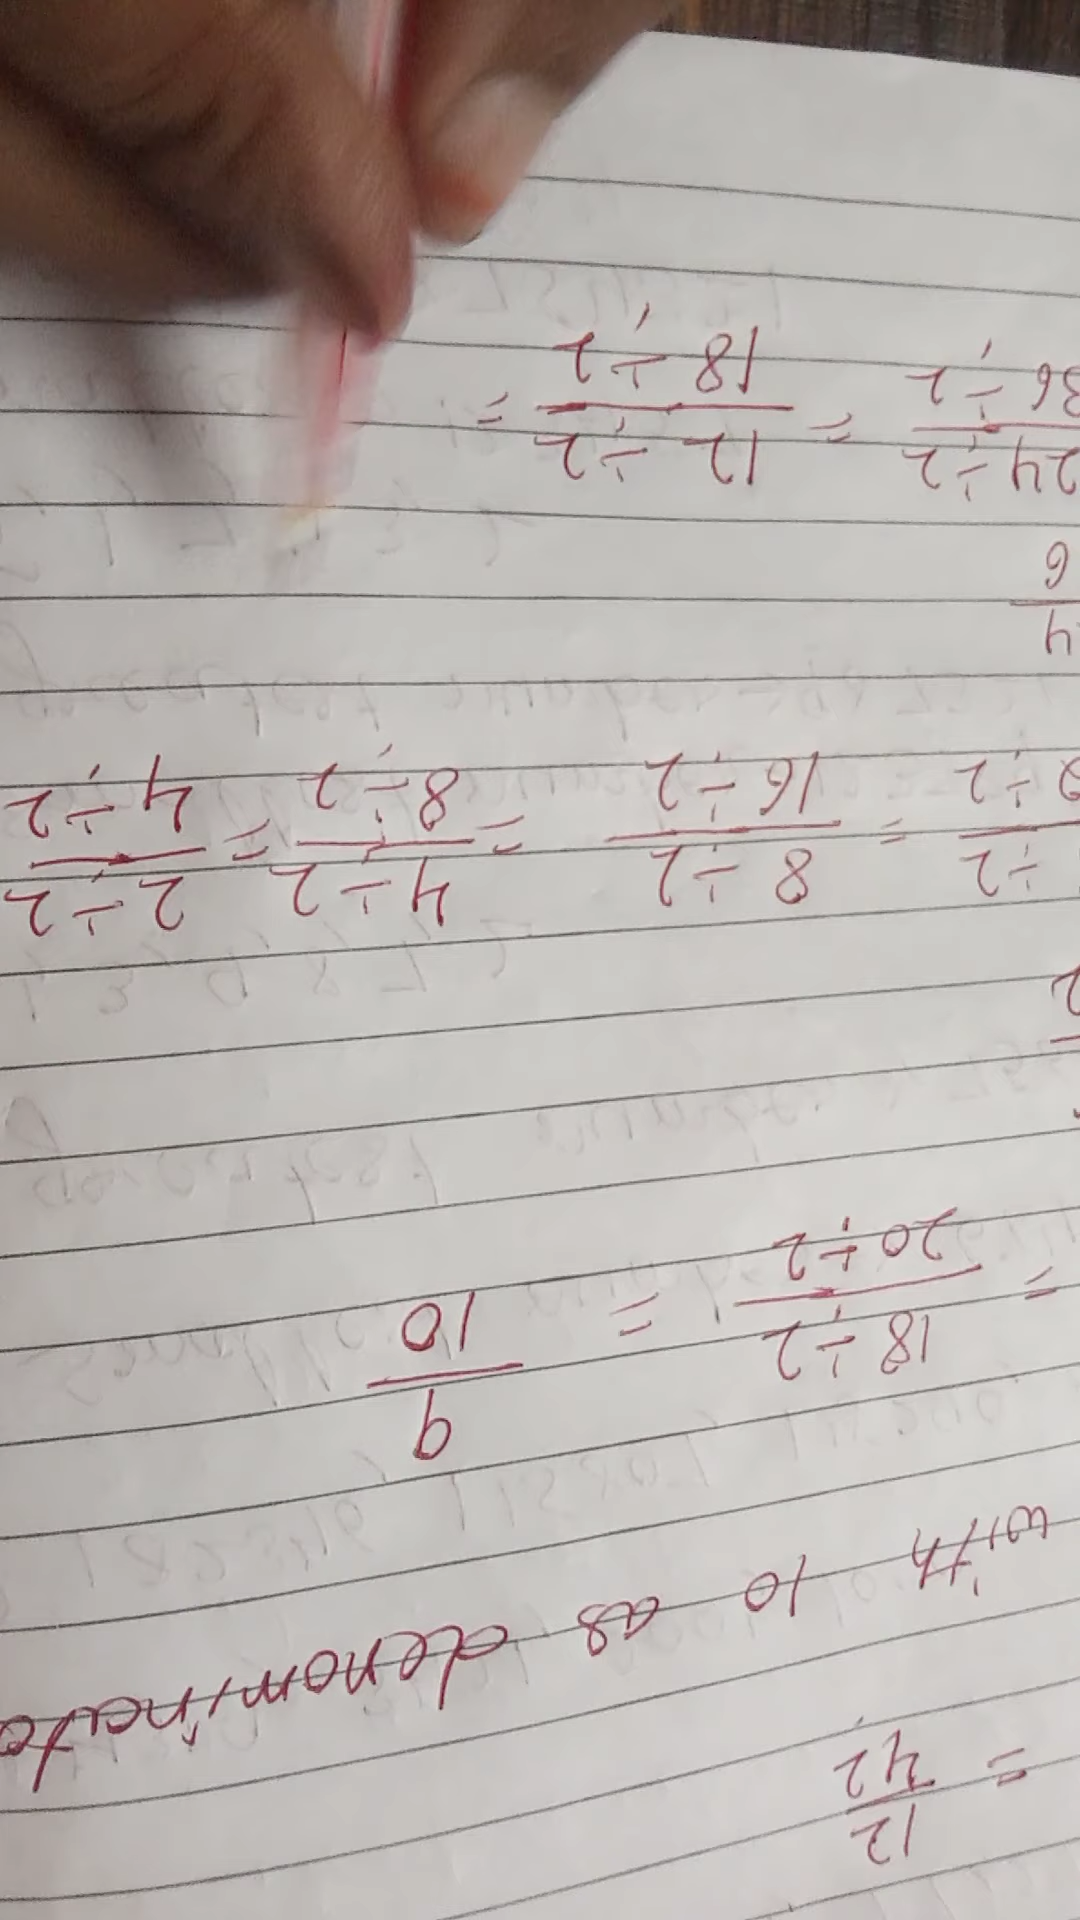 = 12/42
with 10 as denominato
= 18÷2/20÷2 = 9/10
÷2/2÷2 = 8÷2/16÷2 = 4÷2/8÷2 = 2÷2/4÷2
4/6
24÷2/36÷2 = 12÷2/18÷2 =